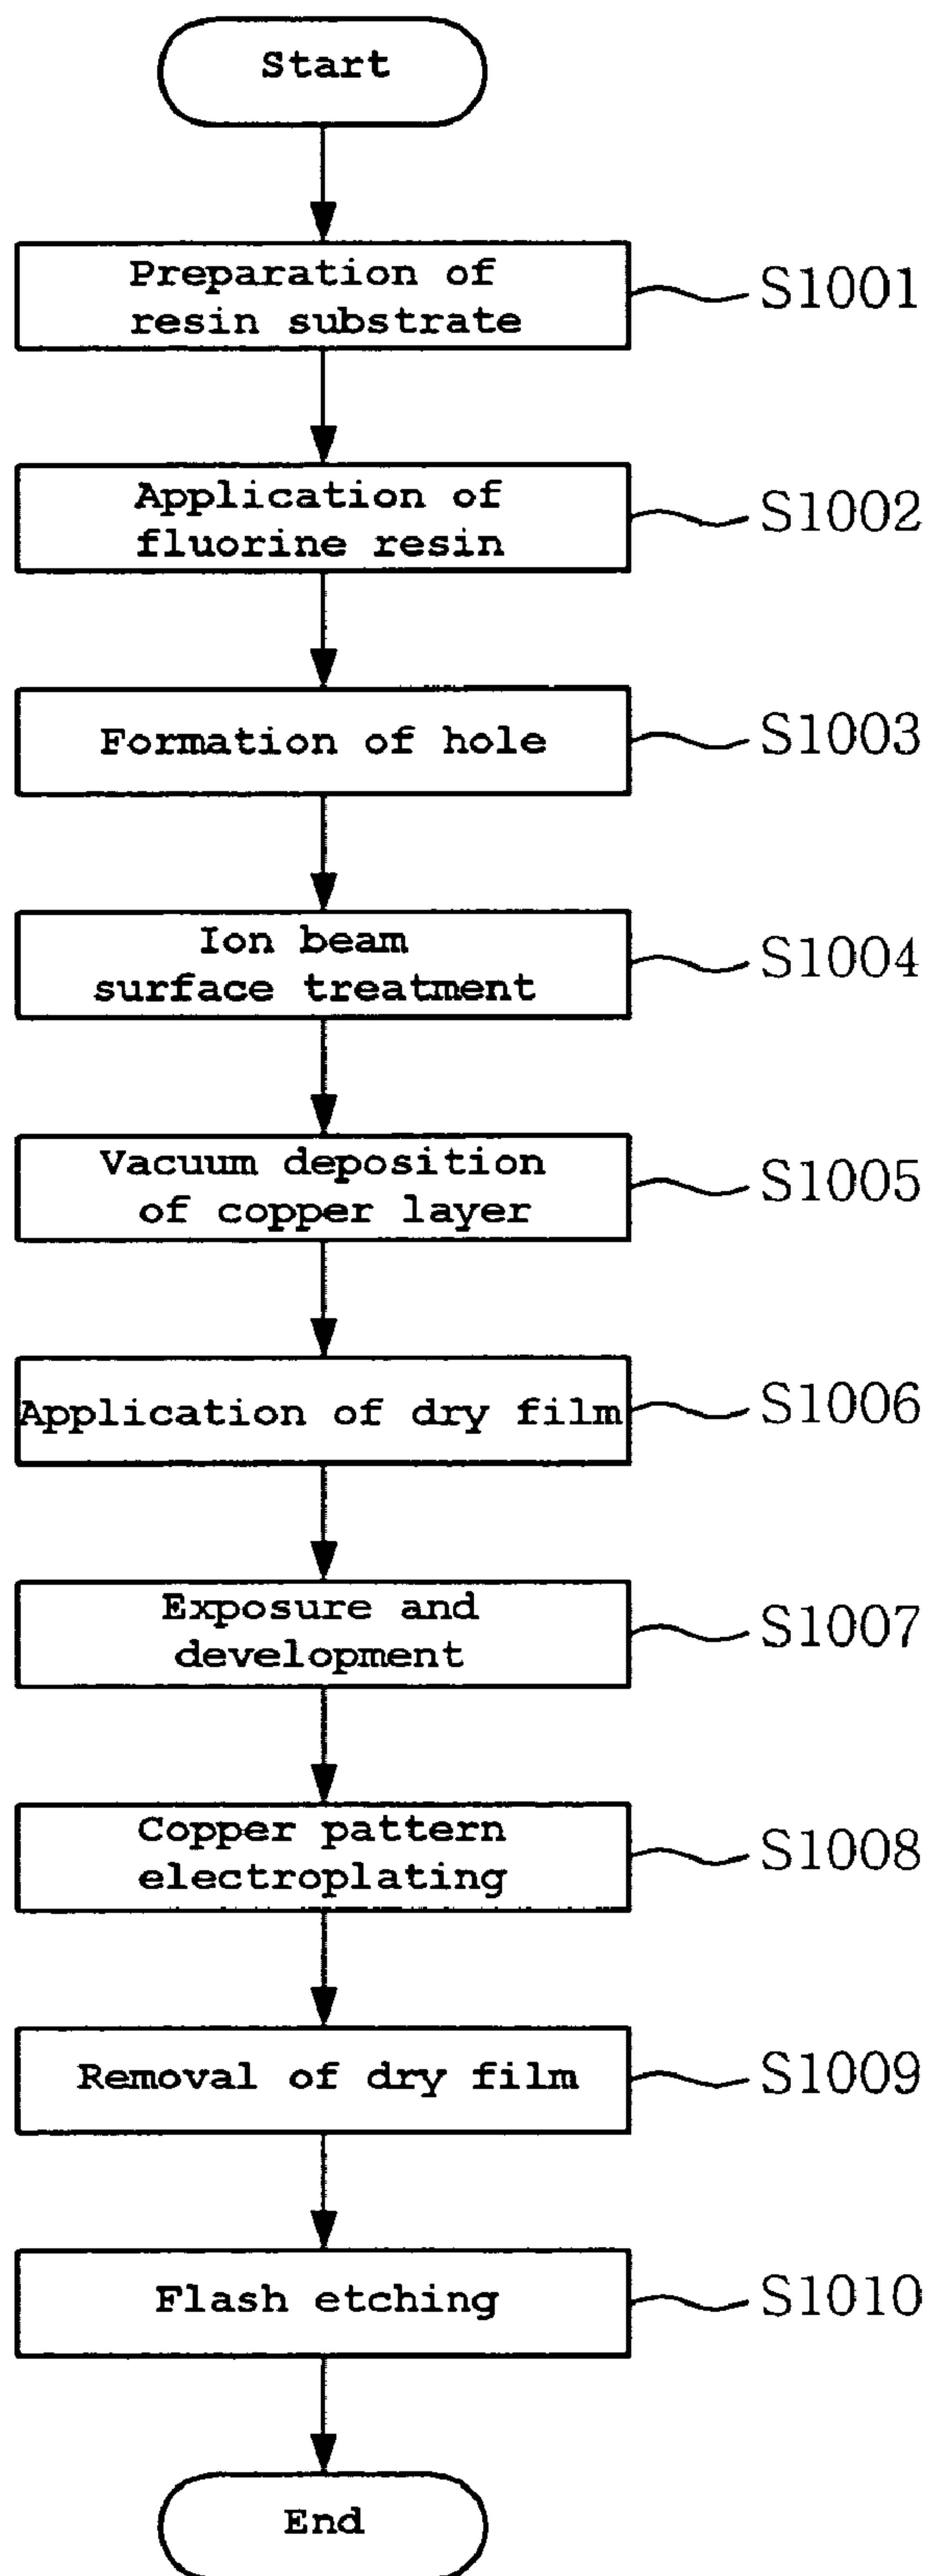 Start
Preparation of
resin substrate
S1001
Application of
fluorine resin
S1002
Formation of hole
S1003
Ion beam
surface treatment
S1004
Vacuum deposition
of copper layer
S1005
Application of dry film
S1006
Exposure and
development
S1007
Copper pattern
electroplating
S1008
Removal of dry film
S1009
Flash etching
S1010
End